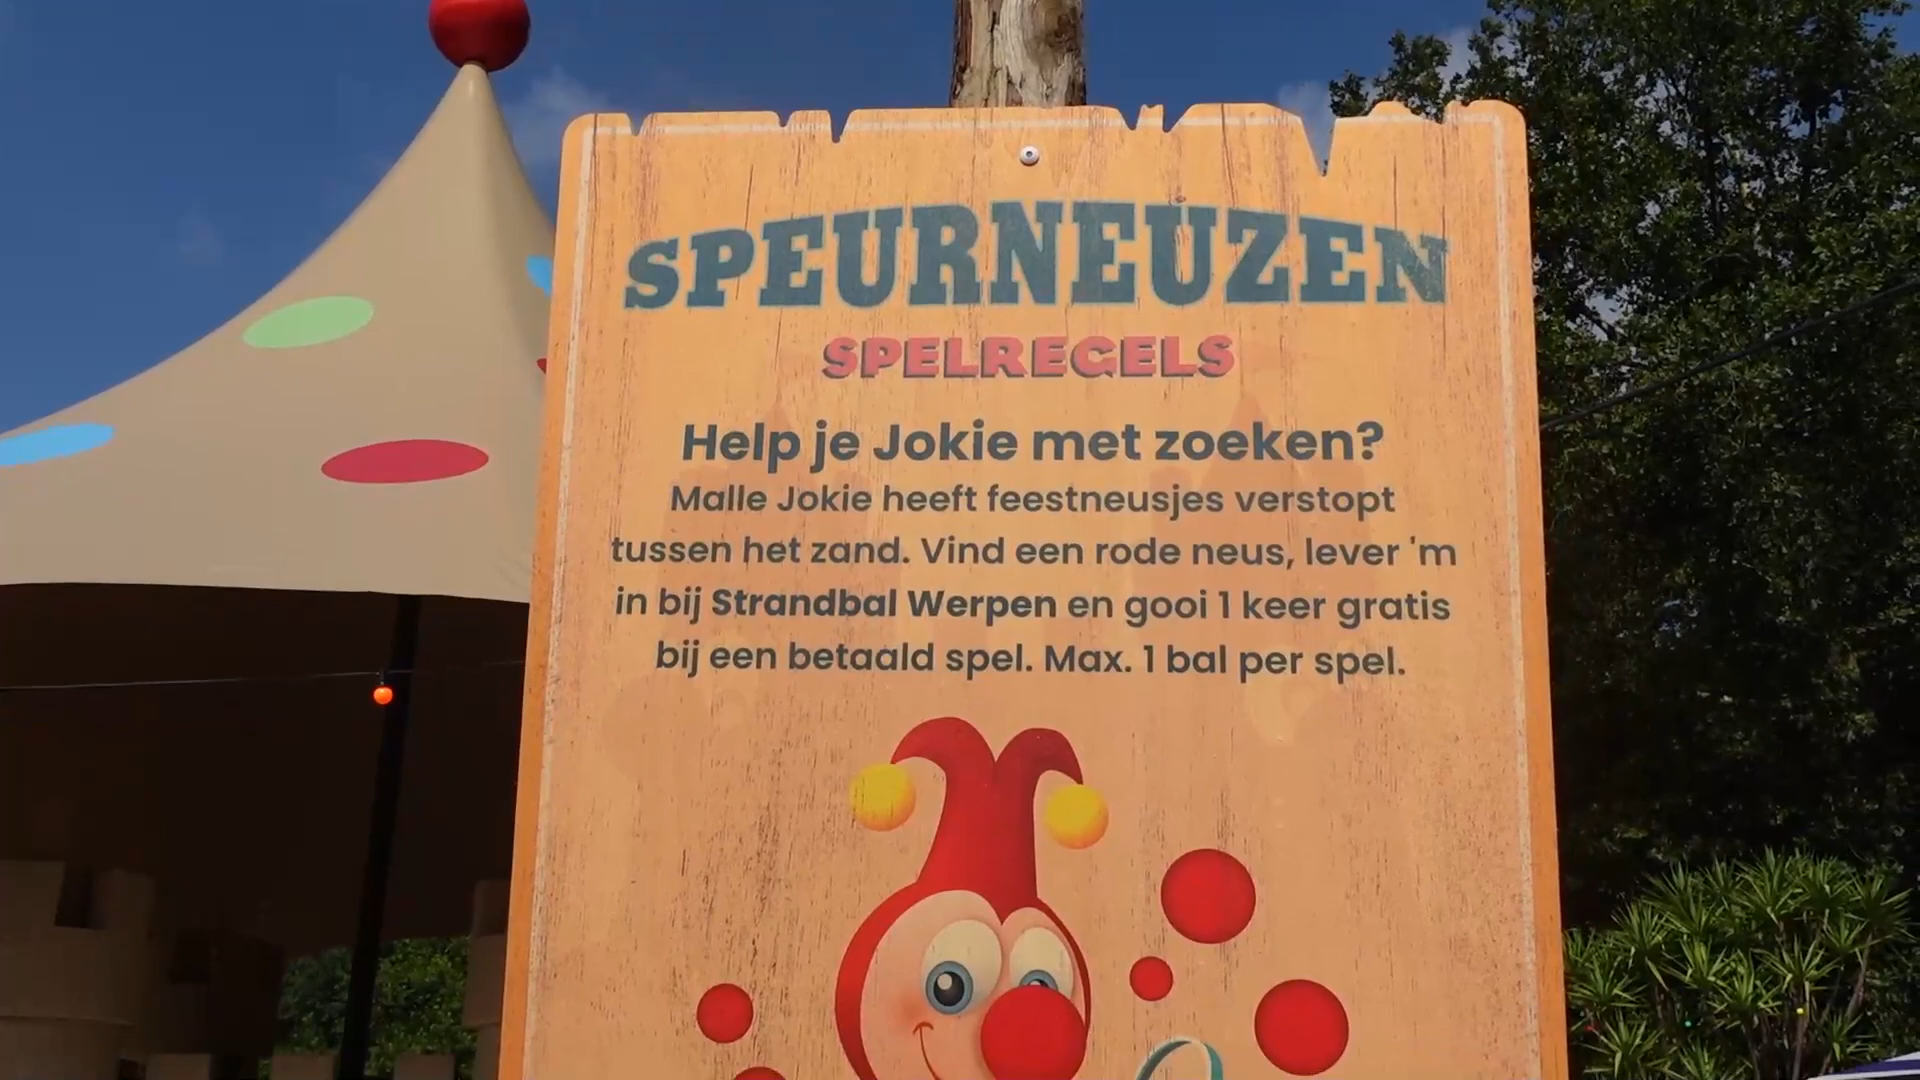 SPEURNEUZEN
SPELREGELS
Help je Jokie met zoeken?
Malle Jokie heeft feestneusjes verstopt
tussen het zand. Vind een rode neus, lever 'm
in bij Strandbal Werpen en gooi 1 keer gratis
bij een betaald spel. Max. 1 bal per spel.